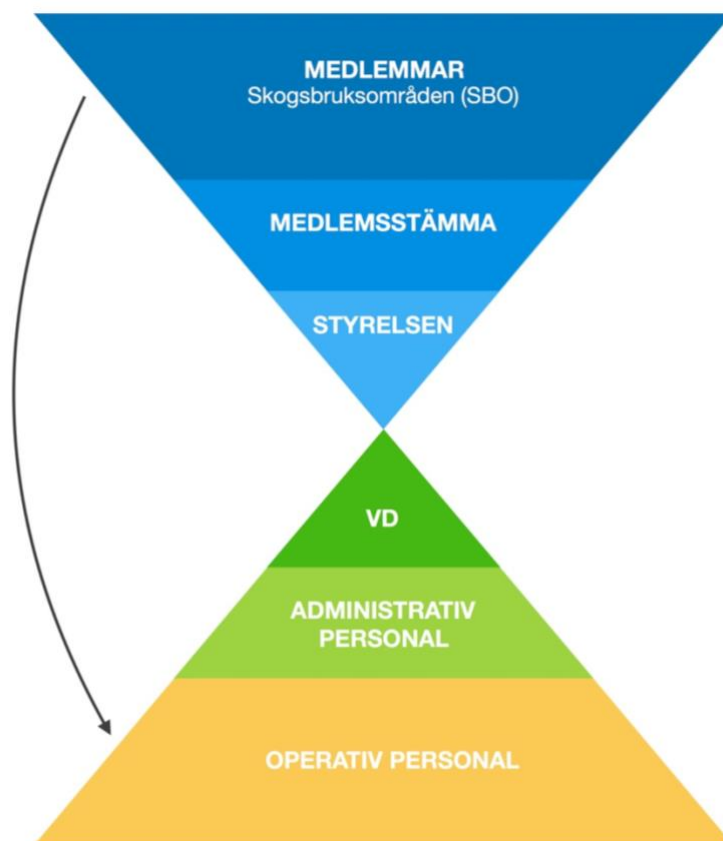 MEDLEMMAR
Skogsbruksområden (SBO)
MEDLEMSSTÄMMA
STYRELSEN
VD
ADMINISTRATIV
PERSONAL
OPERATIV PERSONAL